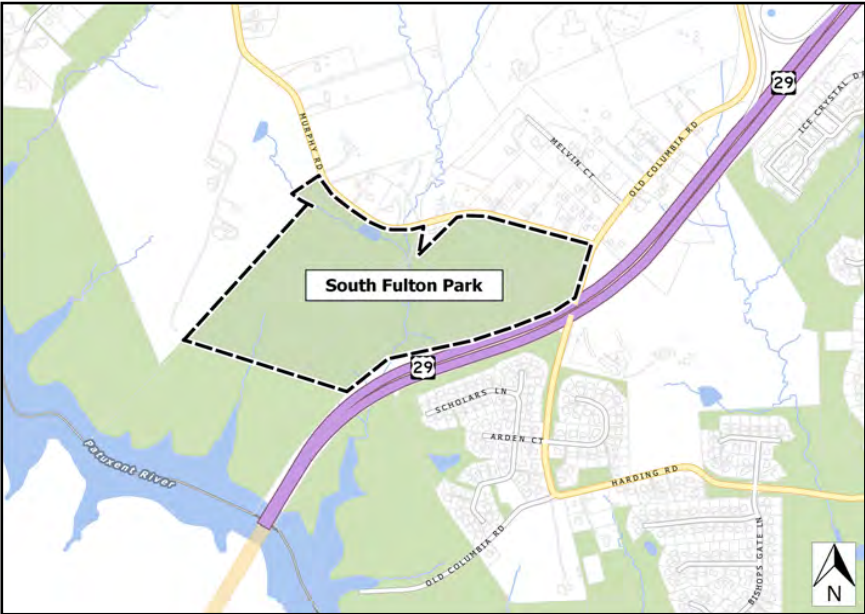 29
ICE CRYSTAL DR
MURPHY RD
MELVIN CT
OLD COLUMBIA RD
South Fulton Park
29
SCHOLARS LN
ARDEN CT
HARDING RD
Patuxent River
OLD COLUMBIA RD
BISHOPS GATE LN
N